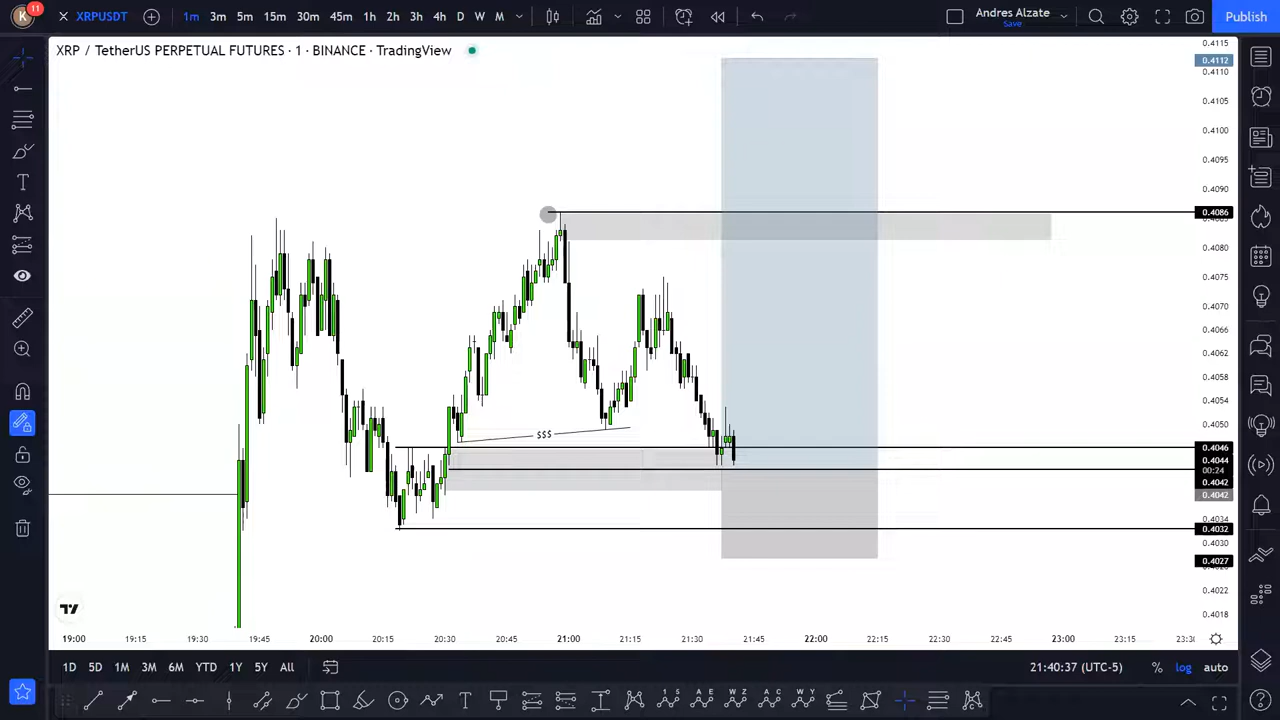 K
11
XRPUSDT
1m 3m 5m 15m 30m 45m 1h 2h 3h 4h D W M
Andres Alzate
Save
Publish
XRP / TetherUS PERPETUAL FUTURES · 1 · BINANCE · TradingView
0.4115
0.4112
0.4110
0.4105
0.4100
0.4095
0.4090
0.4086
0.4080
0.4075
0.4070
0.4066
0.4062
0.4058
0.4054
0.4050
$$$
0.4046
0.4044
00:24
0.4042
0.4042
0.4034
0.4032
0.4030
0.4027
0.4022
0.4018
19:00 19:15 19:30 19:45 20:00 20:15 20:30 20:45 21:00 21:15 21:30 21:45 22:00 22:15 22:30 22:45 23:00 23:15 23:30
1D 5D 1M 3M 6M YTD 1Y 5Y All
21:40:37 (UTC-5)
% log auto